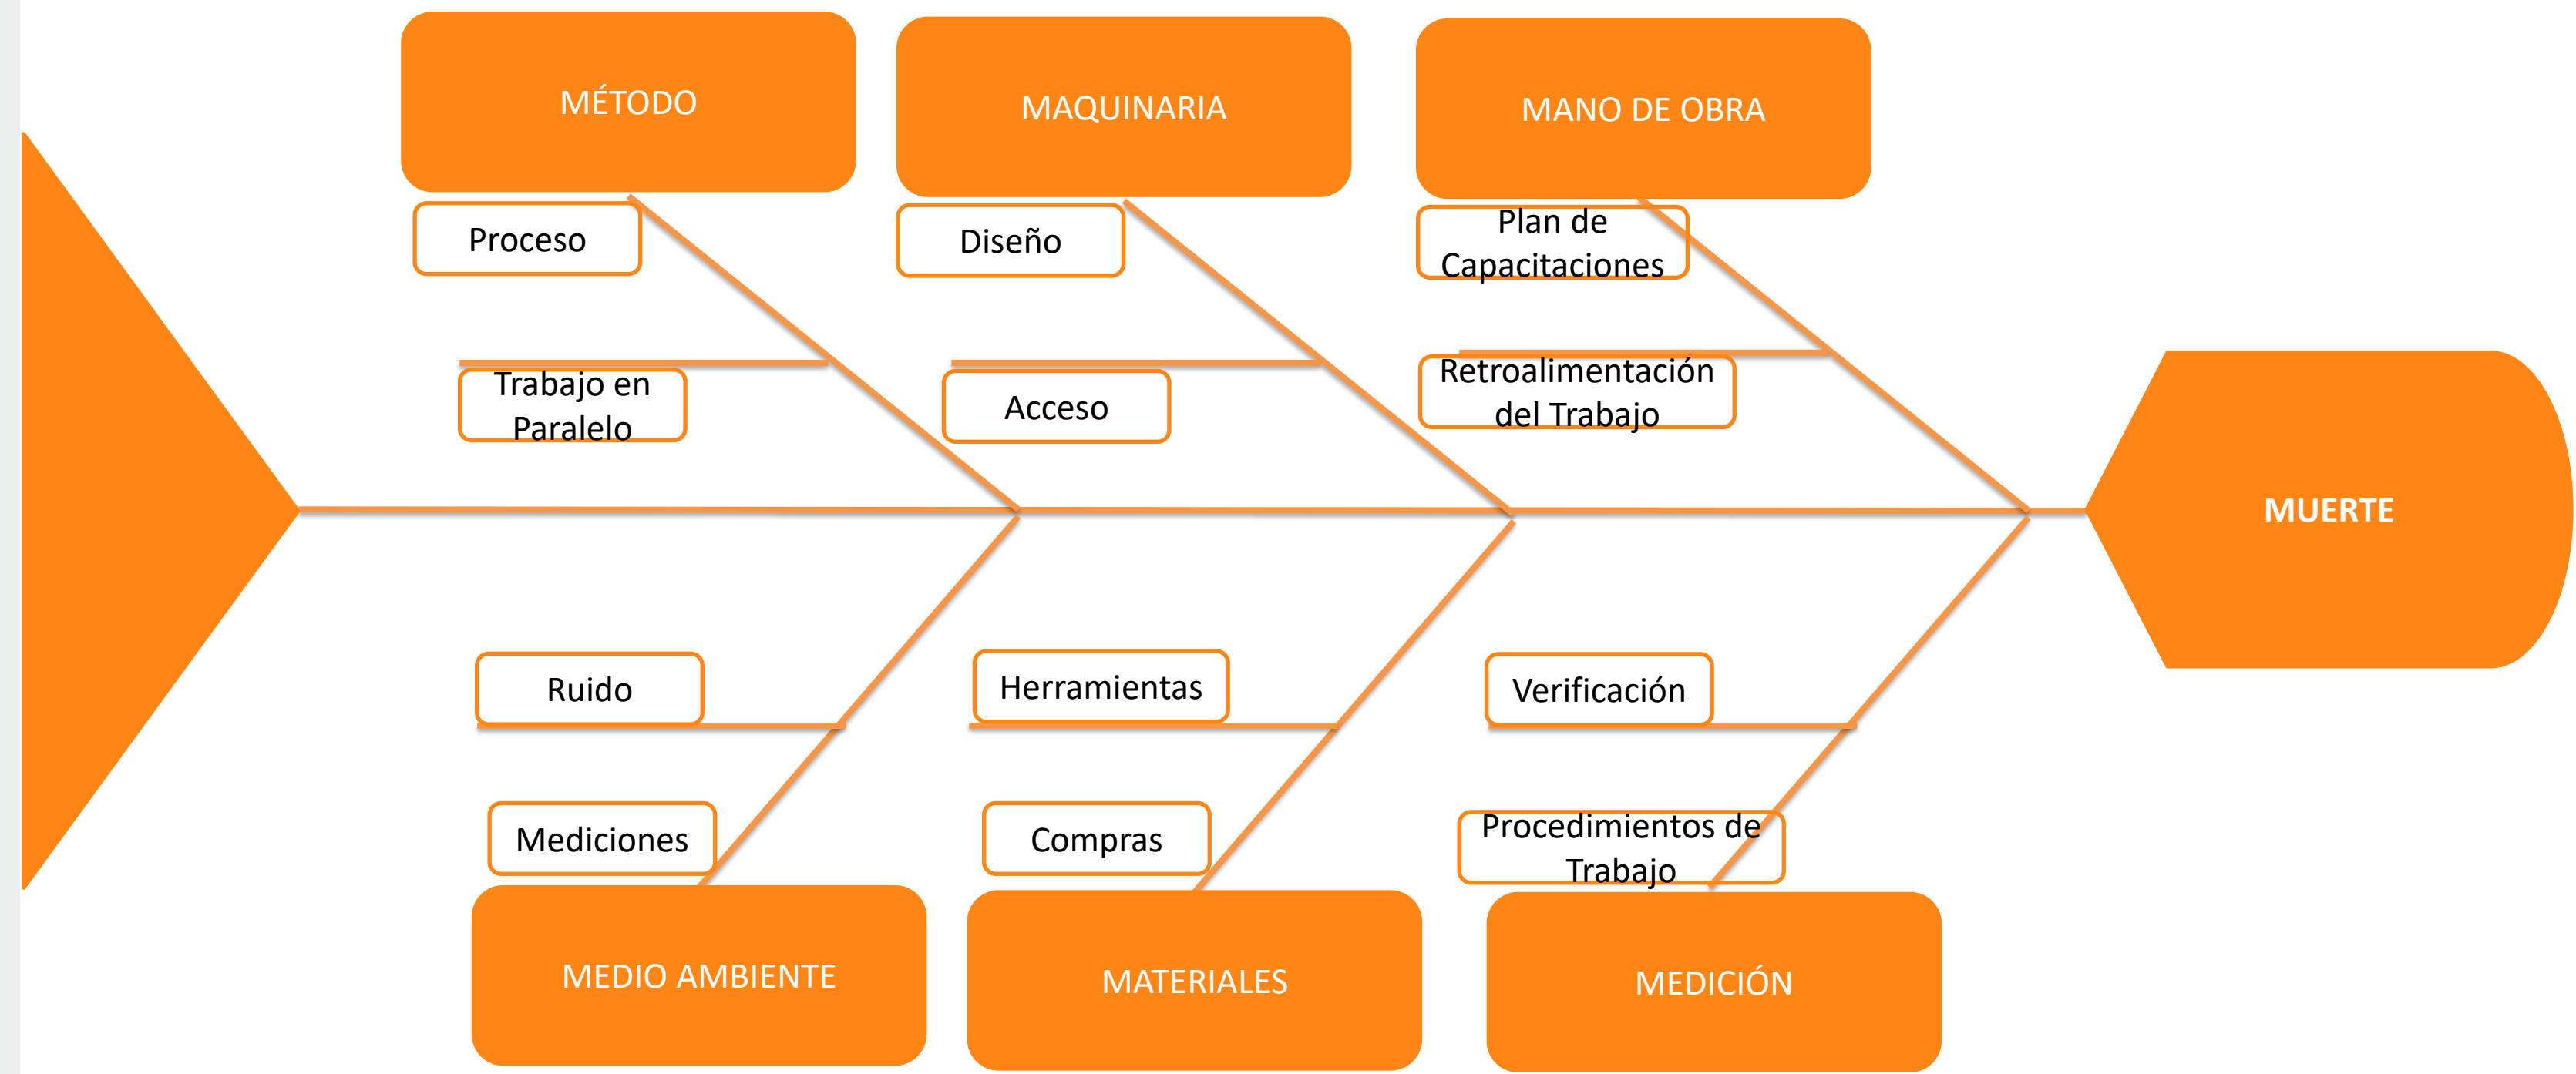 MÉTODO
MAQUINARIA
MANO DE OBRA
Proceso
Diseño
Plan de
Capacitaciones
Trabajo en
Paralelo
Acceso
Retroalimentación
del Trabajo
MUERTE
Ruido
Herramientas
Verificación
Mediciones
Compras
Procedimientos de
Trabajo
MEDIO AMBIENTE
MATERIALES
MEDICIÓN